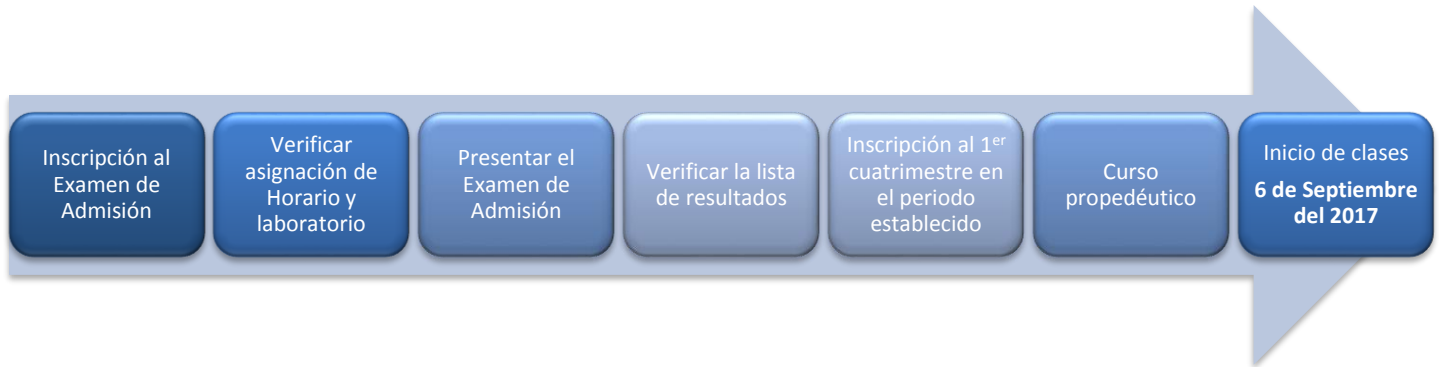 Inscripción al
Examen de
Admisión
Verificar
asignación de
Horario y
laboratorio
Presentar el
Examen de
Admisión
Verificar la lista
de resultados
Inscripción al 1er
cuatrimestre en
el periodo
establecido
Curso
propedéutico
Inicio de clases
6 de Septiembre
del 2017